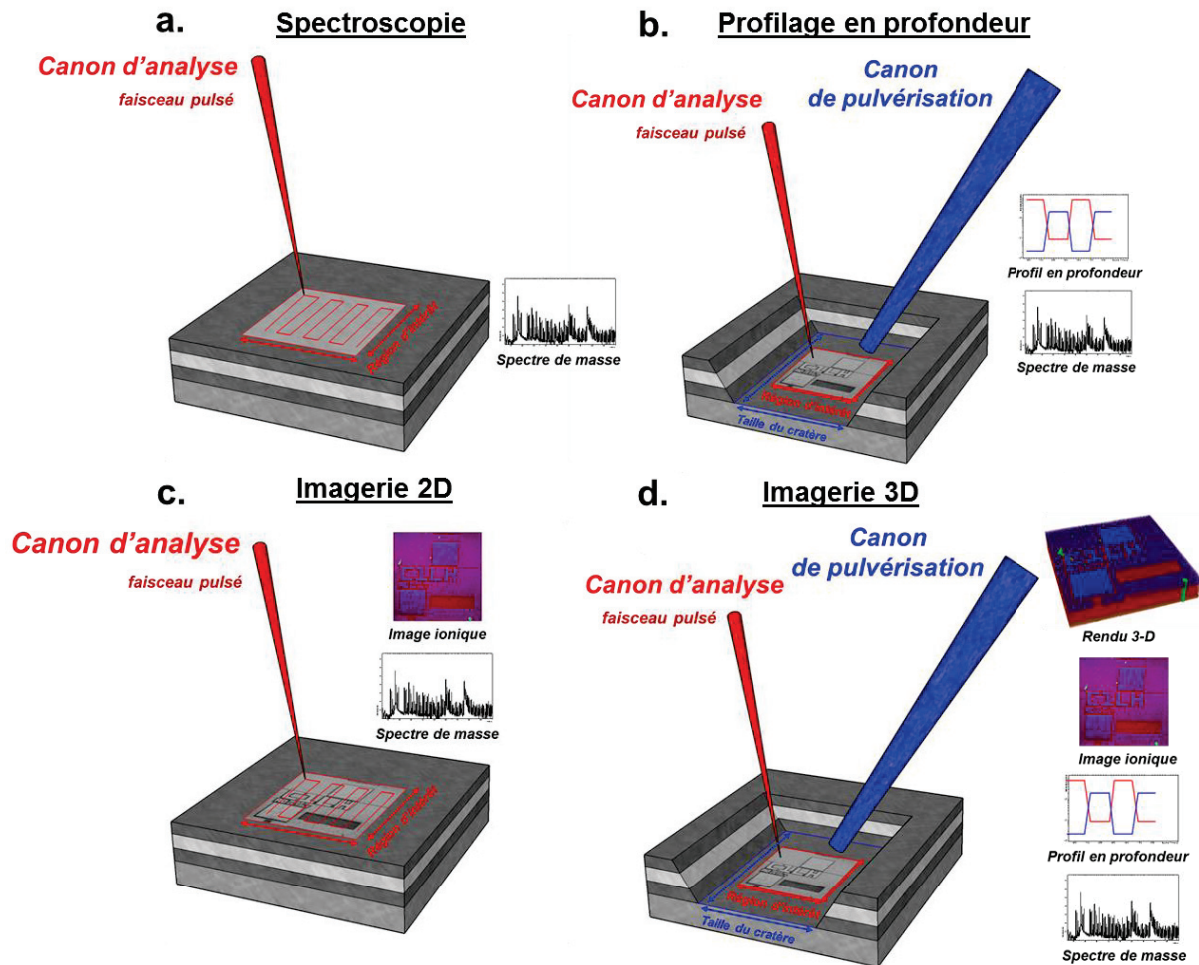 a.
Spectroscopie
Canon d'analyse
faisceau pulsé
Région d'intérêt
Spectre de masse
b.
Profilage en profondeur
Canon d'analyse
faisceau pulsé
Canon
de pulvérisation
Profil en profondeur
Spectre de masse
Région d'intérêt
Taille du cratère
c.
Imagerie 2D
Canon d'analyse
faisceau pulsé
Image ionique
Spectre de masse
Région d'intérêt
d.
Imagerie 3D
Canon d'analyse
faisceau pulsé
Canon
de pulvérisation
Rendu 3-D
Image ionique
Profil en profondeur
Spectre de masse
Région d'intérêt
Taille du cratère